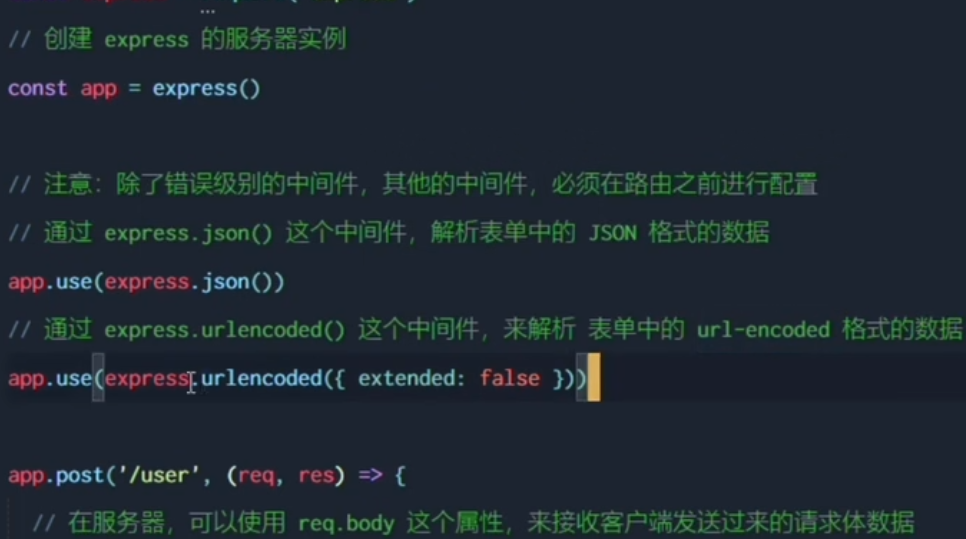 // 创建 express 的服务器实例
const app = express()
// 注意：除了错误级别的中间件，其他的中间件，必须在路由之前进行配置
// 通过 express.json() 这个中间件，解析表单中的 JSON 格式的数据
app.use(express.json())
// 通过 express.urlencoded() 这个中间件，来解析 表单中的 url-encoded 格式的数据
app.use(express.urlencoded({ extended: false }))
app.post('/user', (req, res) => {
// 在服务器，可以使用 req.body 这个属性，来接收客户端发送过来的请求体数据